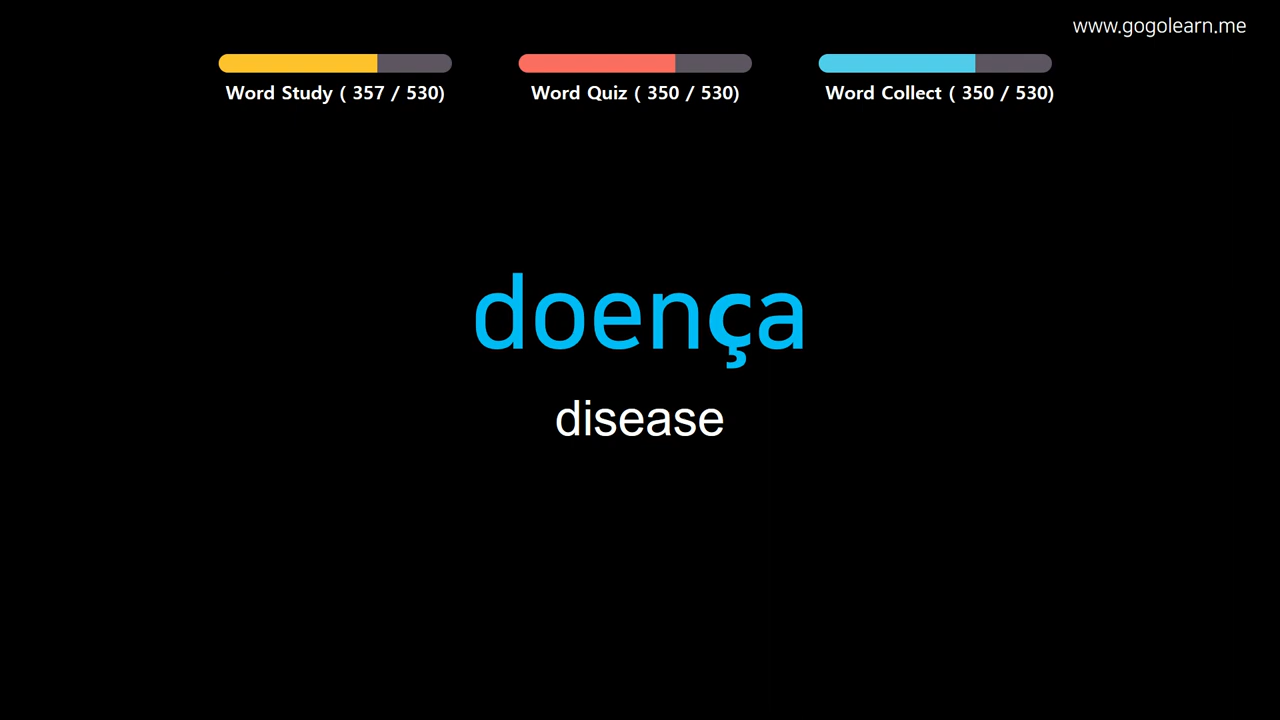 www.gogolearn.me
Word Study ( 357 / 530)
Word Quiz ( 350 / 530)
Word Collect ( 350 / 530)
doença
disease